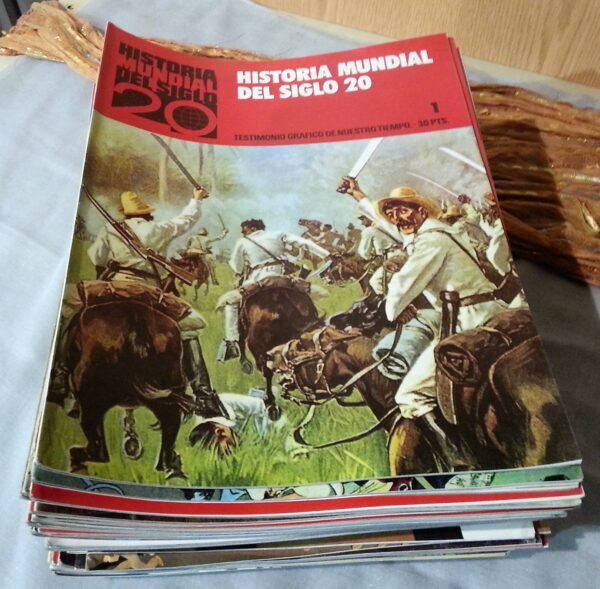 HISTORIA
MUNDIAL
DEL SIGLO
20
HISTORIA MUNDIAL
DEL SIGLO 20
1
TESTIMONIO GRAFICO DE NUESTRO TIEMPO. 30 PTS.